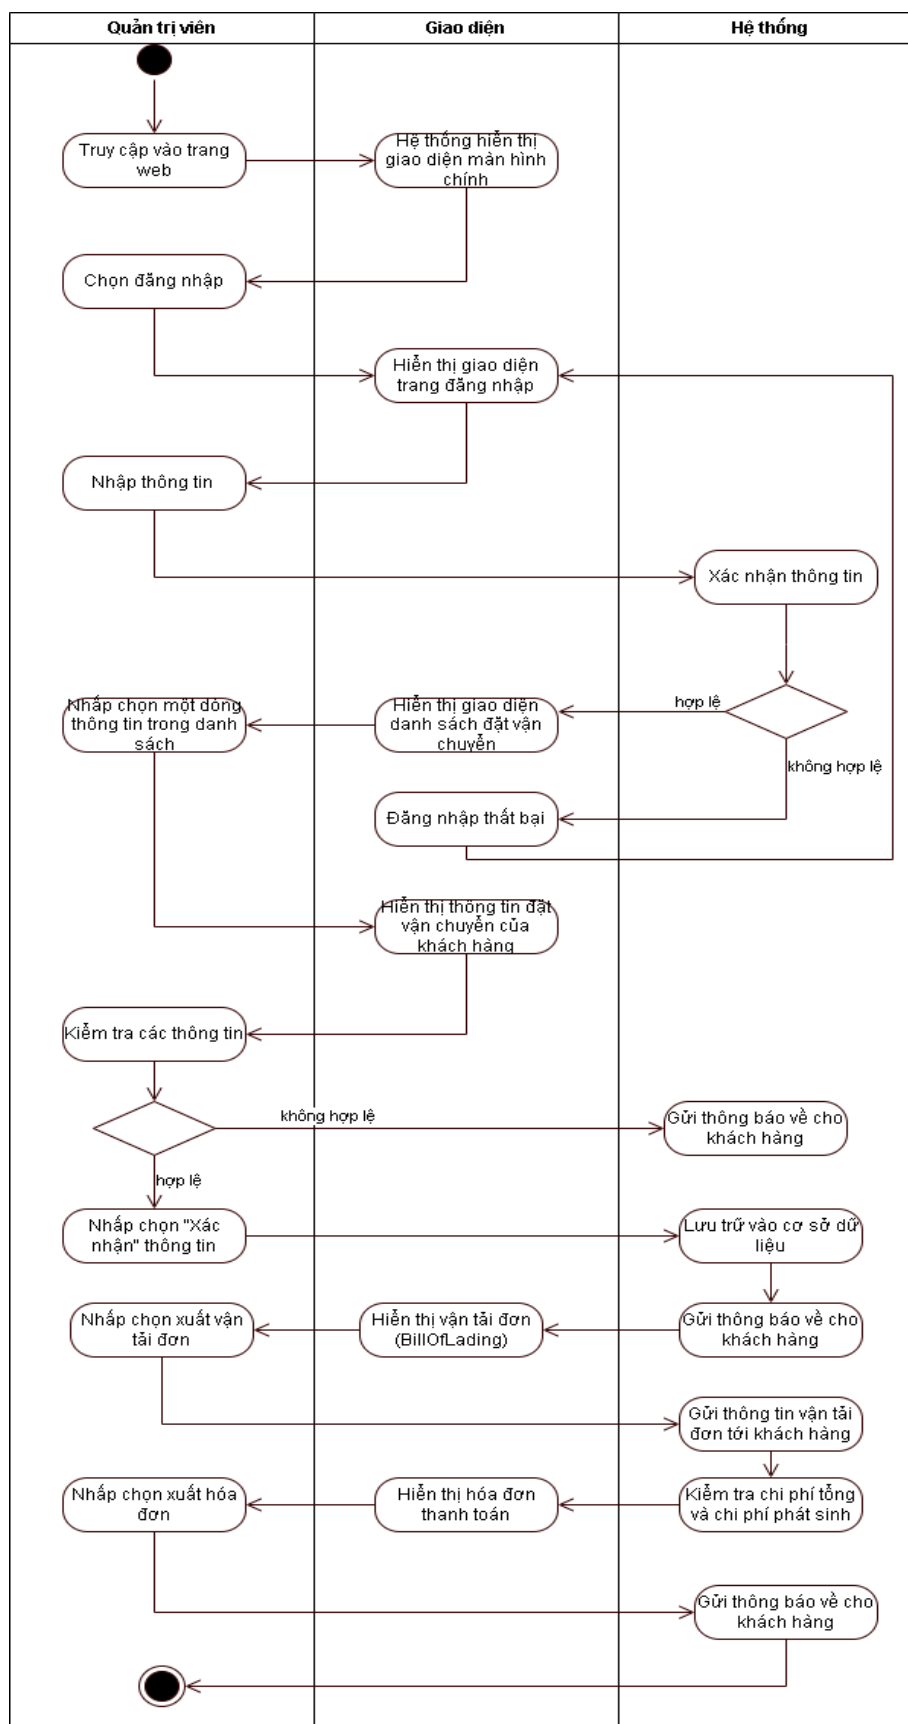 Quản trị viên
Giao diện
Hệ thống
Truy cập vào trang
web
Hệ thống hiển thị
giao diện màn hình
chính
Chọn đăng nhập
Hiển thị giao diện
trang đăng nhập
Nhập thông tin
Xác nhận thông tin
hợp lệ
không hợp lệ
Hiển thị giao diện
danh sách đặt vận
chuyển
Nhấp chọn một dòng
thông tin trong danh
sách
Đăng nhập thất bại
Hiển thị thông tin đặt
vận chuyển của
khách hàng
Kiểm tra các thông tin
không hợp lệ
Gửi thông báo về cho
khách hàng
hợp lệ
Nhấp chọn "Xác
nhận" thông tin
Lưu trữ vào cơ sở dữ
liệu
Gửi thông báo về cho
khách hàng
Hiển thị vận tải đơn
(BillOfLading)
Nhấp chọn xuất vận
tải đơn
Gửi thông tin vận tải
đơn tới khách hàng
Kiểm tra chi phí tổng
và chi phí phát sinh
Hiển thị hóa đơn
thanh toán
Nhấp chọn xuất hóa
đơn
Gửi thông báo về cho
khách hàng